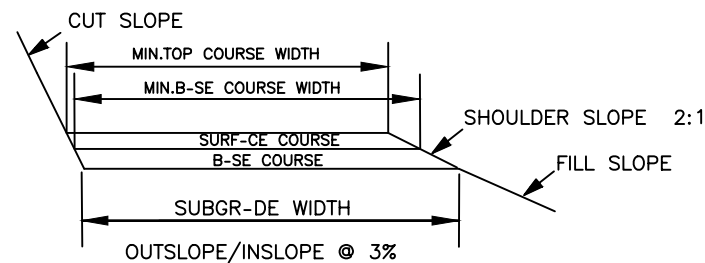 CUT SLOPE
MIN.TOP COURSE WIDTH
MIN.B-SE COURSE WIDTH
SHOULDER SLOPE 2:1
SURF-CE COURSE
B-SE COURSE
FILL SLOPE
SUBGR-DE WIDTH
OUTSLOPE/INSLOPE @ 3%